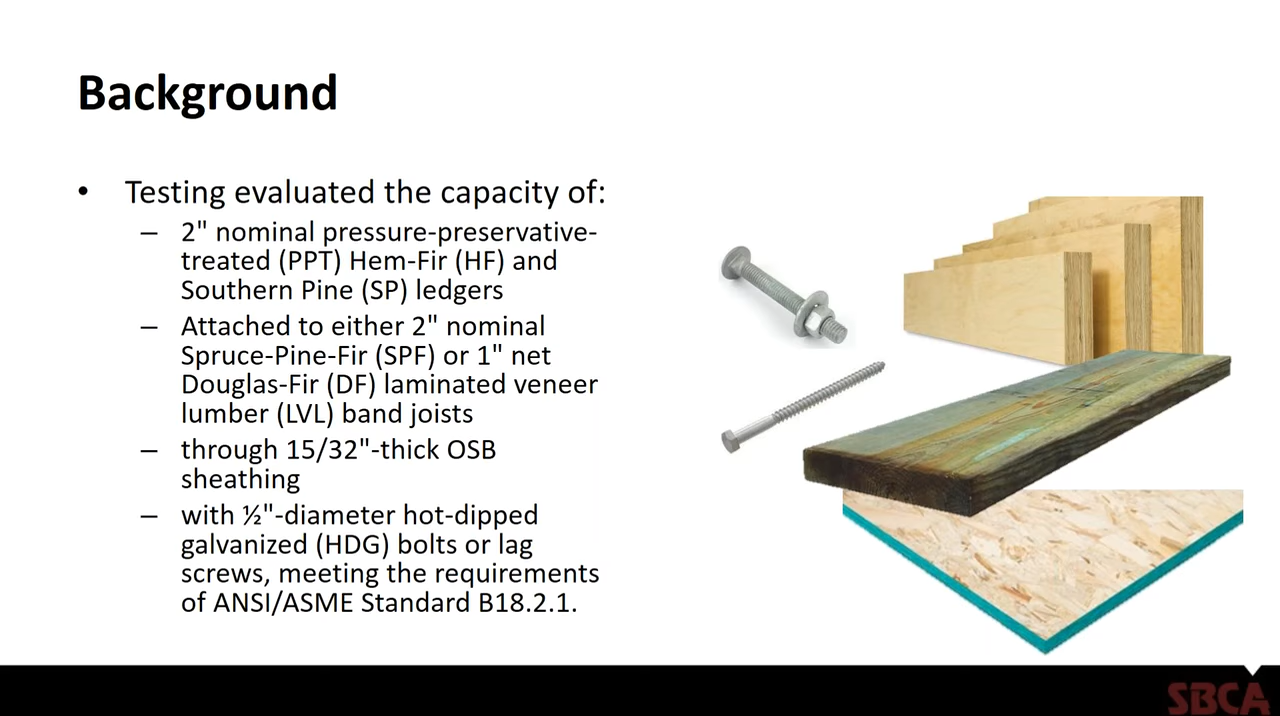 Background
• Testing evaluated the capacity of:
– 2" nominal pressure-preservative-
treated (PPT) Hem-Fir (HF) and
Southern Pine (SP) ledgers
– Attached to either 2" nominal
Spruce-Pine-Fir (SPF) or 1" net
Douglas-Fir (DF) laminated veneer
lumber (LVL) band joists
– through 15/32"-thick OSB
sheathing
– with ½"-diameter hot-dipped
galvanized (HDG) bolts or lag
screws, meeting the requirements
of ANSI/ASME Standard B18.2.1.
SBCA